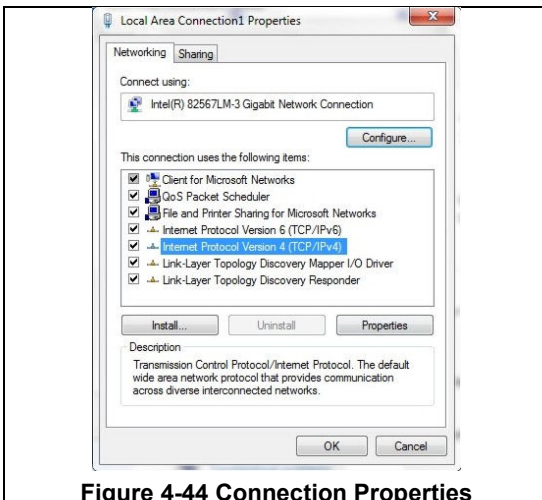 Local Area Connection1 Properties
Networking Sharing
Connect using:
Intel(R) 82567LM-3 Gigabit Network Connection
Configure...
This connection uses the following items:
Client for Microsoft Networks
QoS Packet Scheduler
File and Printer Sharing for Microsoft Networks
Internet Protocol Version 6 (TCP/IPv6)
Internet Protocol Version 4 (TCP/IPv4)
Link-Layer Topology Discovery Mapper I/O Driver
Link-Layer Topology Discovery Responder
Install... Uninstall Properties
Description
Transmission Control Protocol/Internet Protocol. The default
wide area network protocol that provides communication
across diverse interconnected networks.
OK Cancel
Figure 4-44 Connection Properties